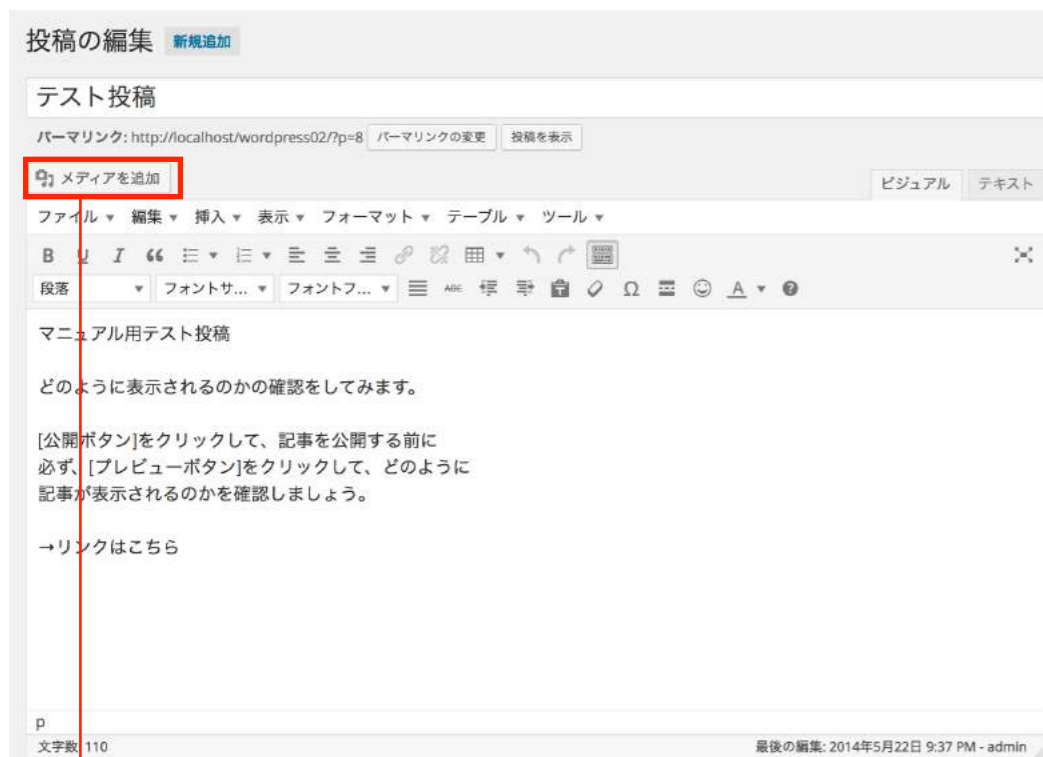 投稿の編集 新規追加
テスト投稿
パーマリンク: http://localhost/wordpress02/?p=8 パーマリンクの変更 投稿を表示
メディアを追加 ビジュアル テキスト
ファイル 編集 挿入 表示 フォーマット テーブル ツール
B U I ABC Ω A
段落 フォントサ... フォントフ...
マニュアル用テスト投稿
どのように表示されるのかの確認をしてみます。
[公開ボタン]をクリックして、記事を公開する前に
必ず、[プレビューボタン]をクリックして、どのように
記事が表示されるのかを確認しましょう。
→リンクはこちら
p
文字数: 110 最後の編集: 2014年5月22日 9:37 PM - admin